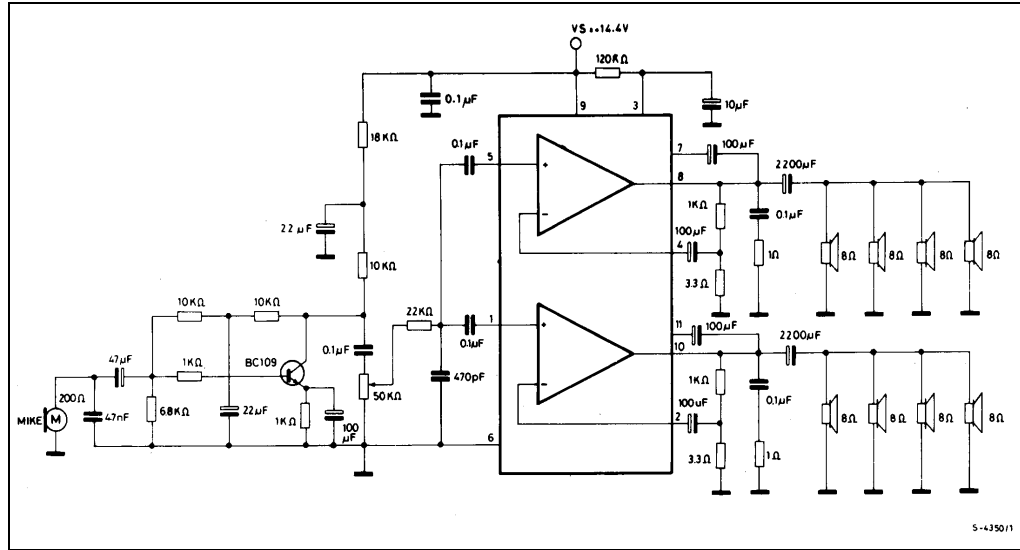 VS=+14.4V
120KΩ
0.1µF
9
3
10µF
18KΩ
0.1µF
5
7
100µF
8
2200µF
+
22µF
1KΩ
0.1µF
100µF
−
4
10KΩ
1Ω
8Ω
8Ω
8Ω
8Ω
3.3Ω
10KΩ
10KΩ
22KΩ
1
0.1µF
+
11
100µF
10
2200µF
47µF
1KΩ
BC109
0.1µF
470pF
1KΩ
0.1µF
200Ω
50KΩ
100µF
−
2
MIKE
M
47nF
6.8KΩ
22µF
1KΩ
100
µF
6
3.3Ω
1Ω
8Ω
8Ω
8Ω
8Ω
S-4350/1